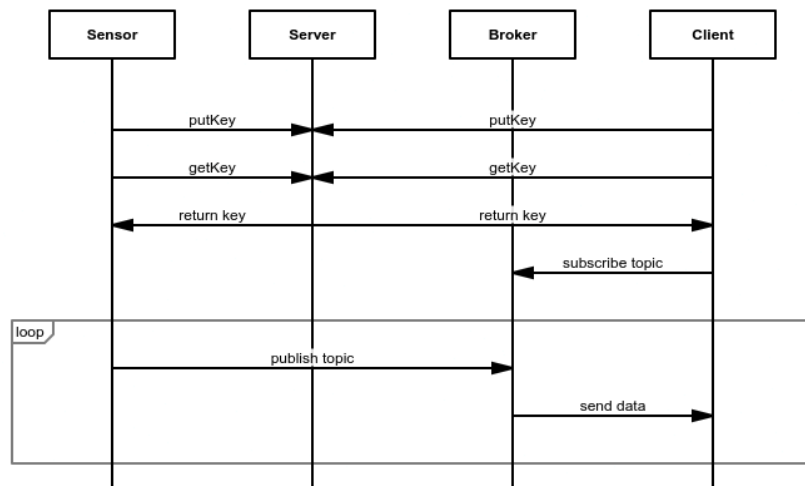 Sensor Server Broker Client
putKey putKey
getKey getKey
return key return key
subscribe topic
loop
publish topic
send data